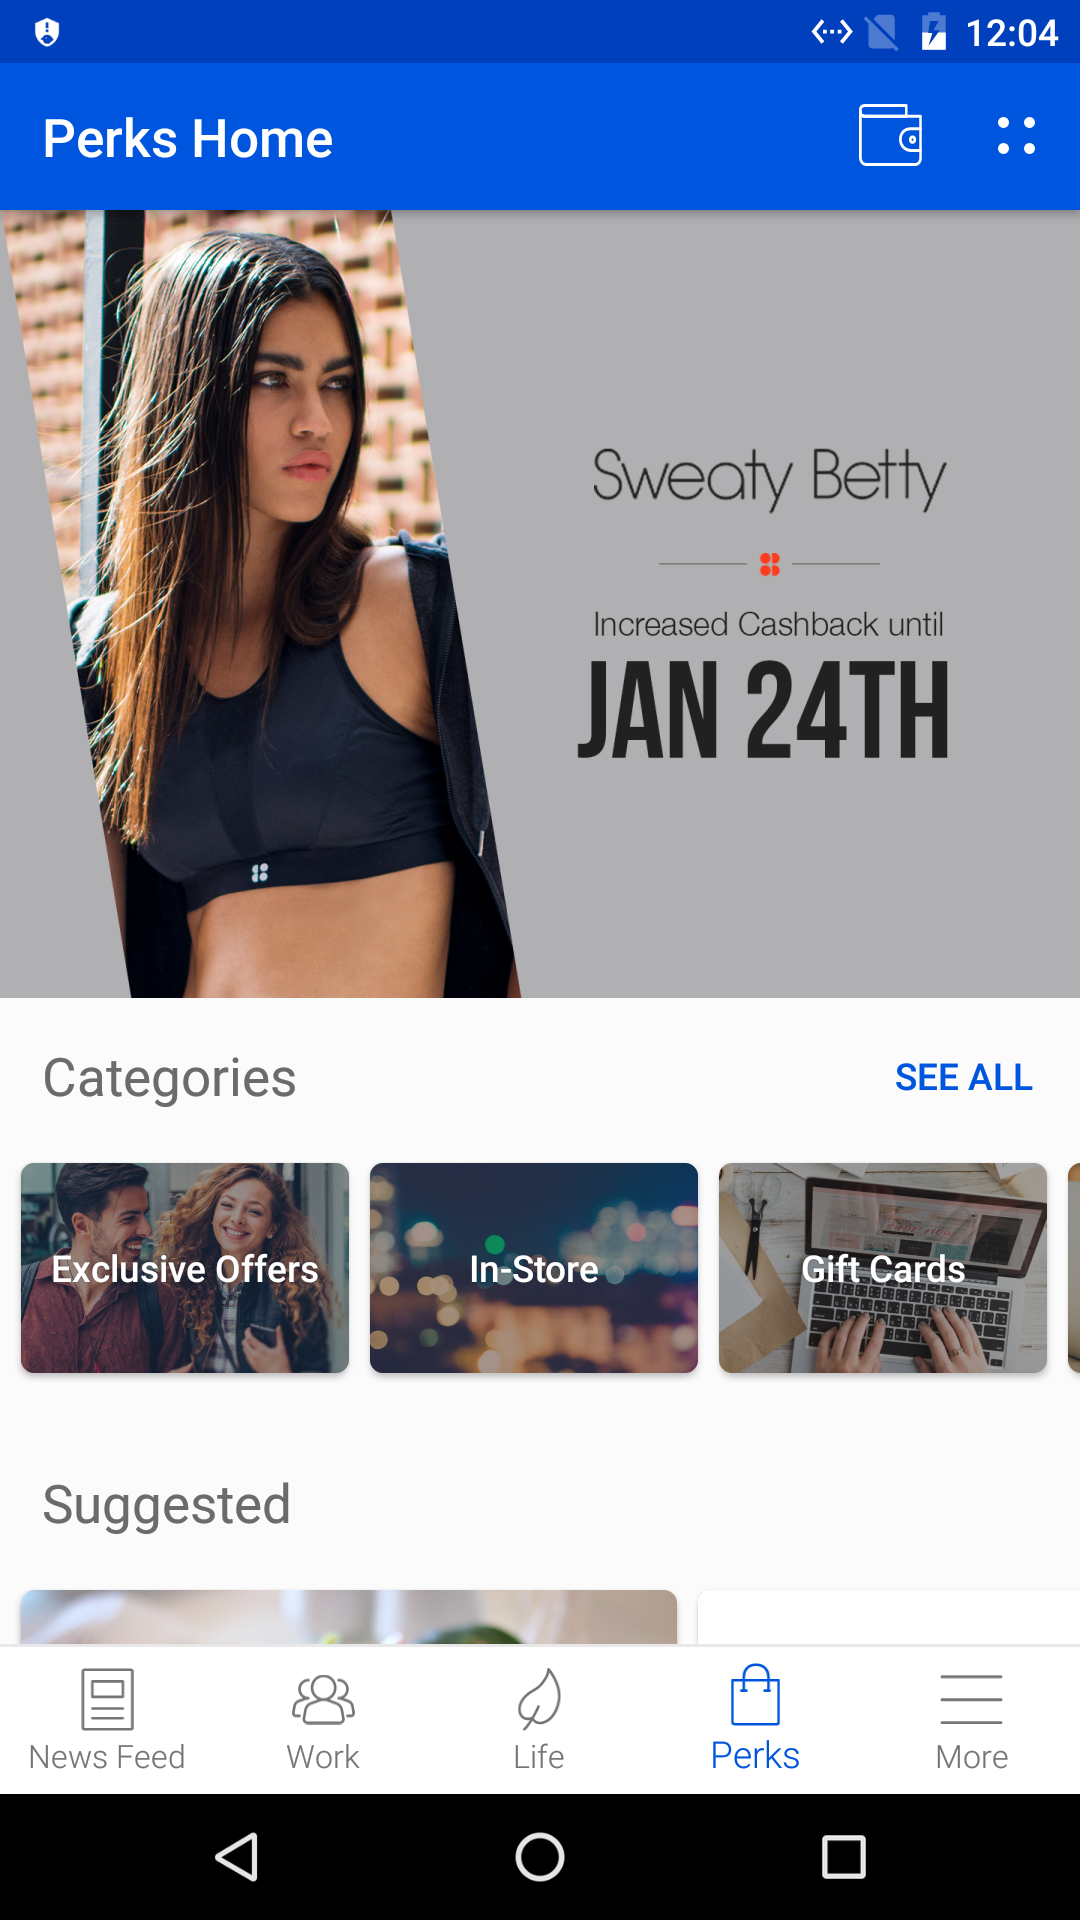 12:04
Perks Home
Sweaty Betty
Increased Cashback until
JAN 24TH
Categories
SEE ALL
Exclusive Offers
In-Store
Gift Cards
Suggested
News Feed
Work
Life
Perks
More